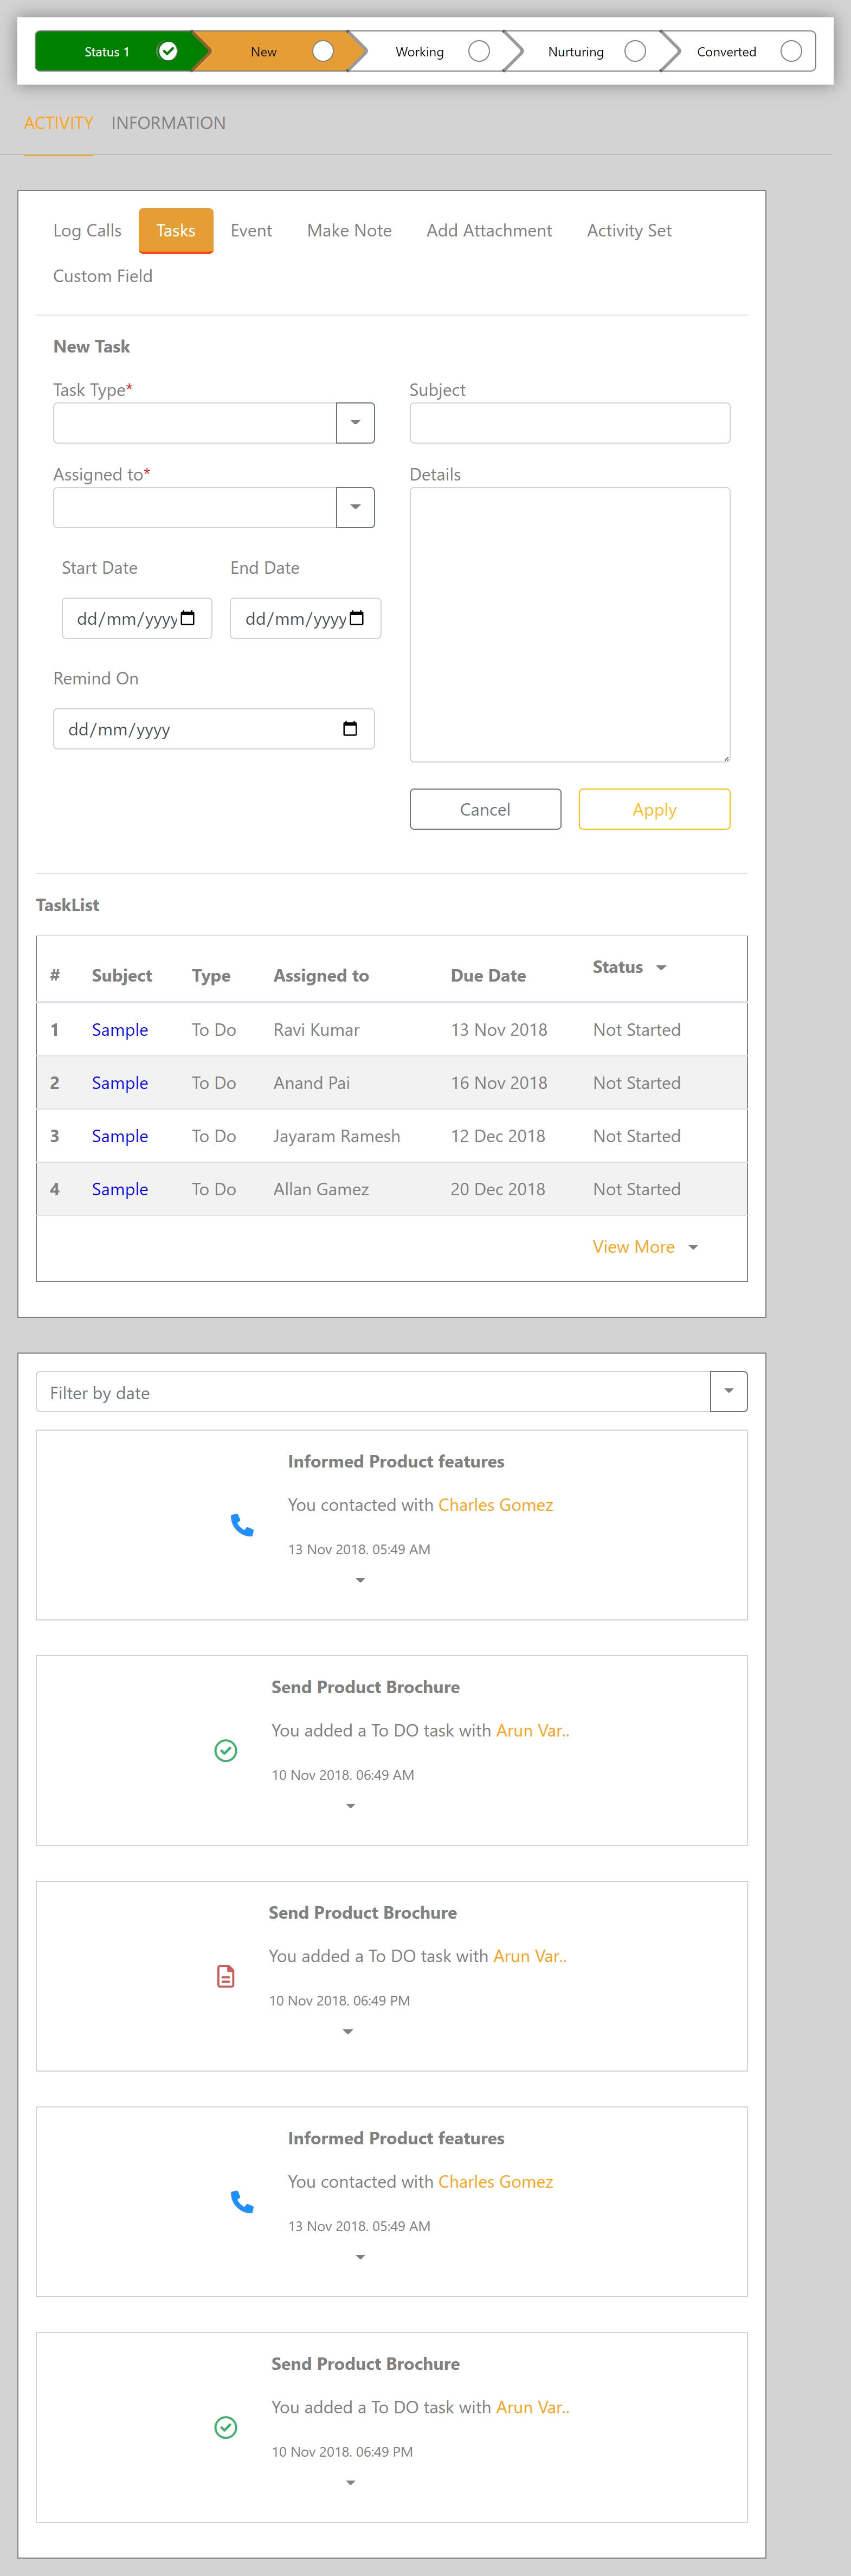 Status 1 New Working Nurturing Converted
ACTIVITY INFORMATION
Log Calls Tasks Event Make Note Add Attachment Activity Set
Custom Field
New Task
Task Type* Subject
Assigned to* Details
Start Date End Date
dd/mm/yyyy dd/mm/yyyy
Remind On
dd/mm/yyyy
Cancel Apply
TaskList
# Subject Type Assigned to Due Date Status
1 Sample To Do Ravi Kumar 13 Nov 2018 Not Started
2 Sample To Do Anand Pai 16 Nov 2018 Not Started
3 Sample To Do Jayaram Ramesh 12 Dec 2018 Not Started
4 Sample To Do Allan Gamez 20 Dec 2018 Not Started
View More
Filter by date
Informed Product features
You contacted with Charles Gomez
13 Nov 2018. 05:49 AM
Send Product Brochure
You added a To DO task with Arun Var..
10 Nov 2018. 06:49 AM
Send Product Brochure
You added a To DO task with Arun Var..
10 Nov 2018. 06:49 PM
Informed Product features
You contacted with Charles Gomez
13 Nov 2018. 05:49 AM
Send Product Brochure
You added a To DO task with Arun Var..
10 Nov 2018. 06:49 PM